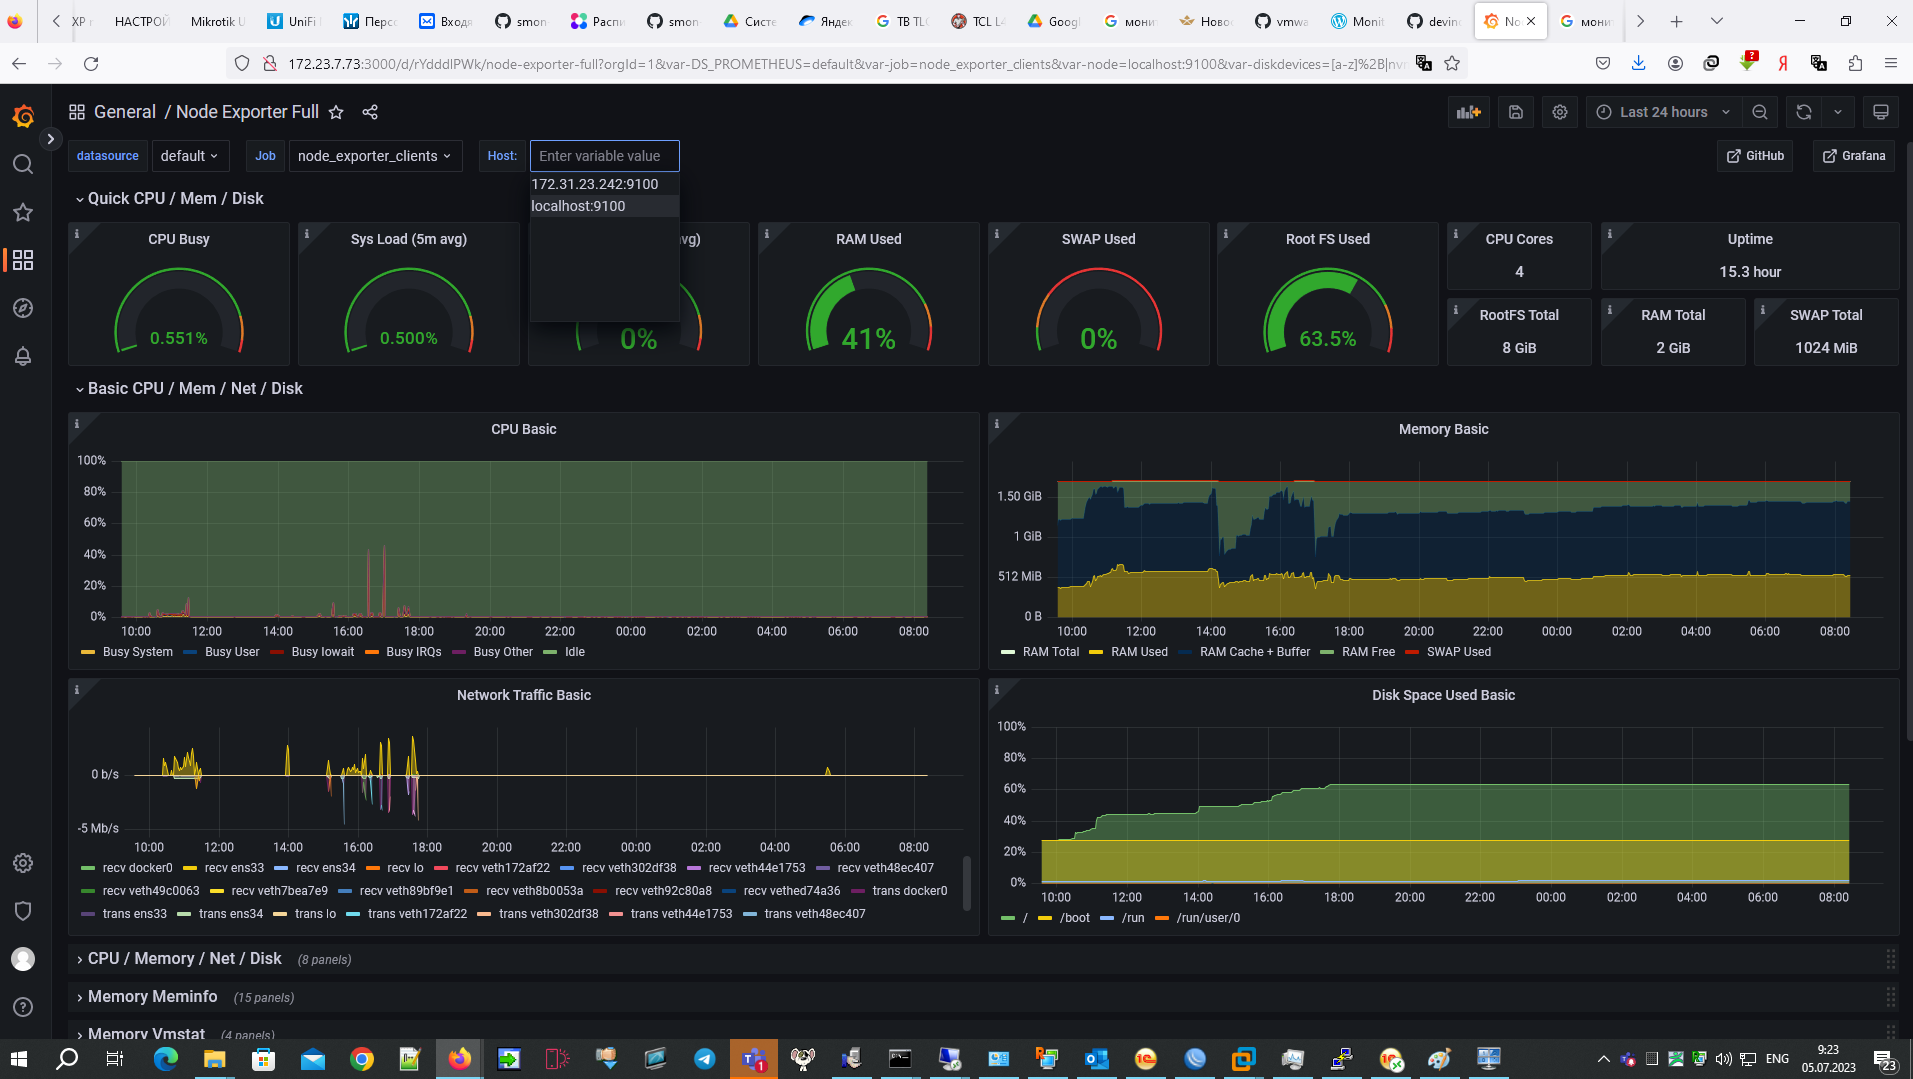 XP r
НАСТРОЙ
Mikrotik U
UniFi
Персо
Входя
smon
Распи
smon
Систе
Яндек
ТВ TLC
TCL L4
Googl
мони
Ново
vmwa
Monit
devin
No
мони
172.23.7.73:3000/d/rYdddlPWk/node-exporter-full?orgId=1&var-DS_PROMETHEUS=default&var-job=node_exporter_clients&var-node=localhost:9100&var-diskdevices=[a-z]%2B|nvm
General / Node Exporter Full
Last 24 hours
datasource default Job node_exporter_clients Host: Enter variable value
GitHub Grafana
172.31.23.242:9100
localhost:9100
Quick CPU / Mem / Disk
CPU Busy
0.551%
Sys Load (5m avg)
0.500%
vg)
0%
RAM Used
41%
SWAP Used
0%
Root FS Used
63.5%
CPU Cores
4
Uptime
15.3 hour
RootFS Total
8 GiB
RAM Total
2 GiB
SWAP Total
1024 MiB
Basic CPU / Mem / Net / Disk
CPU Basic
100%
80%
60%
40%
20%
0%
10:00 12:00 14:00 16:00 18:00 20:00 22:00 00:00 02:00 04:00 06:00 08:00
Busy System Busy User Busy Iowait Busy IRQs Busy Other Idle
Memory Basic
1.50 GiB
1 GiB
512 MiB
0 B
10:00 12:00 14:00 16:00 18:00 20:00 22:00 00:00 02:00 04:00 06:00 08:00
RAM Total RAM Used RAM Cache + Buffer RAM Free SWAP Used
Network Traffic Basic
0 b/s
-5 Mb/s
10:00 12:00 14:00 16:00 18:00 20:00 22:00 00:00 02:00 04:00 06:00 08:00
recv docker0 recv ens33 recv ens34 recv lo recv veth172af22 recv veth302df38 recv veth44e1753 recv veth48ec407
recv veth49c0063 recv veth7bea7e9 recv veth89bf9e1 recv veth8b0053a recv veth92c80a8 recv vethed74a36 trans docker0
trans ens33 trans ens34 trans lo trans veth172af22 trans veth302df38 trans veth44e1753 trans veth48ec407
Disk Space Used Basic
100%
80%
60%
40%
20%
0%
10:00 12:00 14:00 16:00 18:00 20:00 22:00 00:00 02:00 04:00 06:00 08:00
/ /boot /run /run/user/0
CPU / Memory / Net / Disk (8 panels)
Memory Meminfo (15 panels)
Memory Vmstat (4 panels)
ENG
9:23
05.07.2023
23